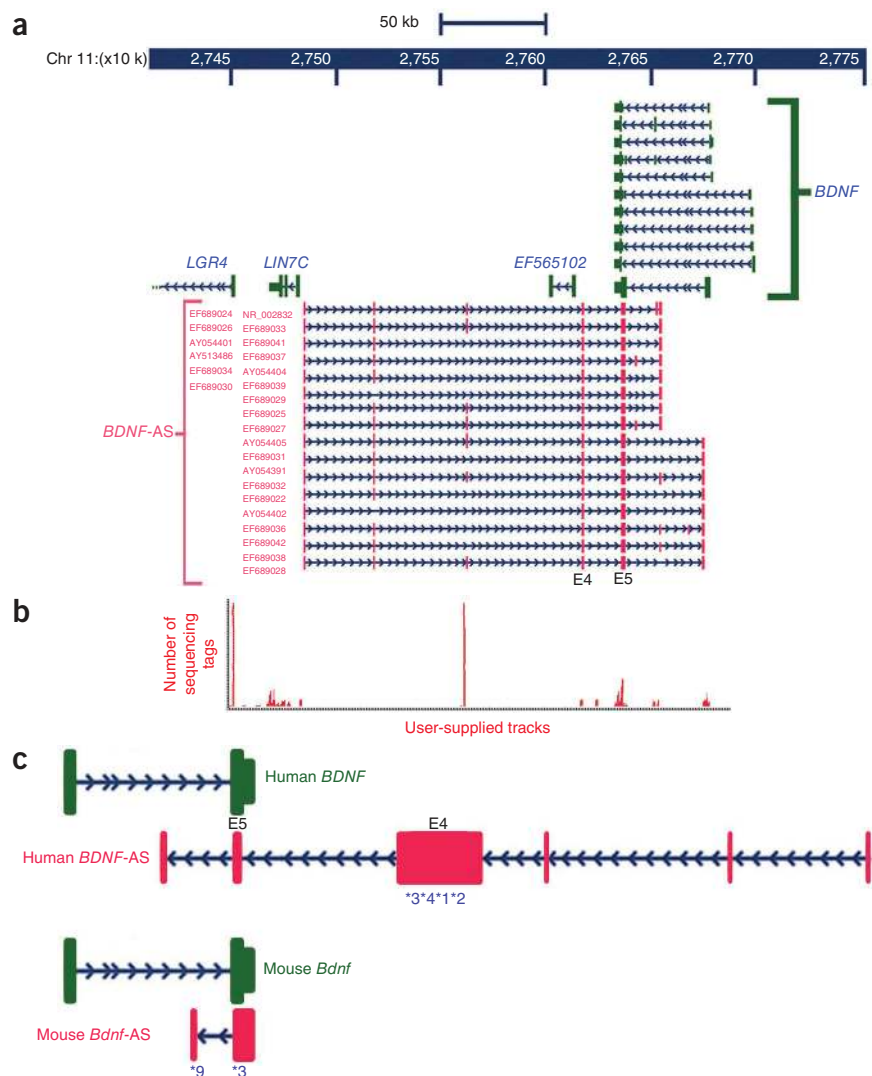 a
50 kb
Chr 11:(x10 k) 2,745 2,750 2,755 2,760 2,765 2,770 2,775
BDNF
LGR4 LIN7C EF565102
EF689024 NR_002832
EF689026 EF689033
AY054401 EF689041
AY513486 EF689037
EF689034 AY054404
EF689030 EF689039
EF689029
EF689025
EF689027
BDNF-AS
AY054405
EF689031
AY054391
EF689032
EF689022
AY054402
EF689036
EF689042
EF689038
EF689028
E4 E5
b
Number of
sequencing
tags
User-supplied tracks
c
Human BDNF
E5 E4
Human BDNF-AS
*3*4*1*2
Mouse Bdnf
Mouse Bdnf-AS
*9 *3